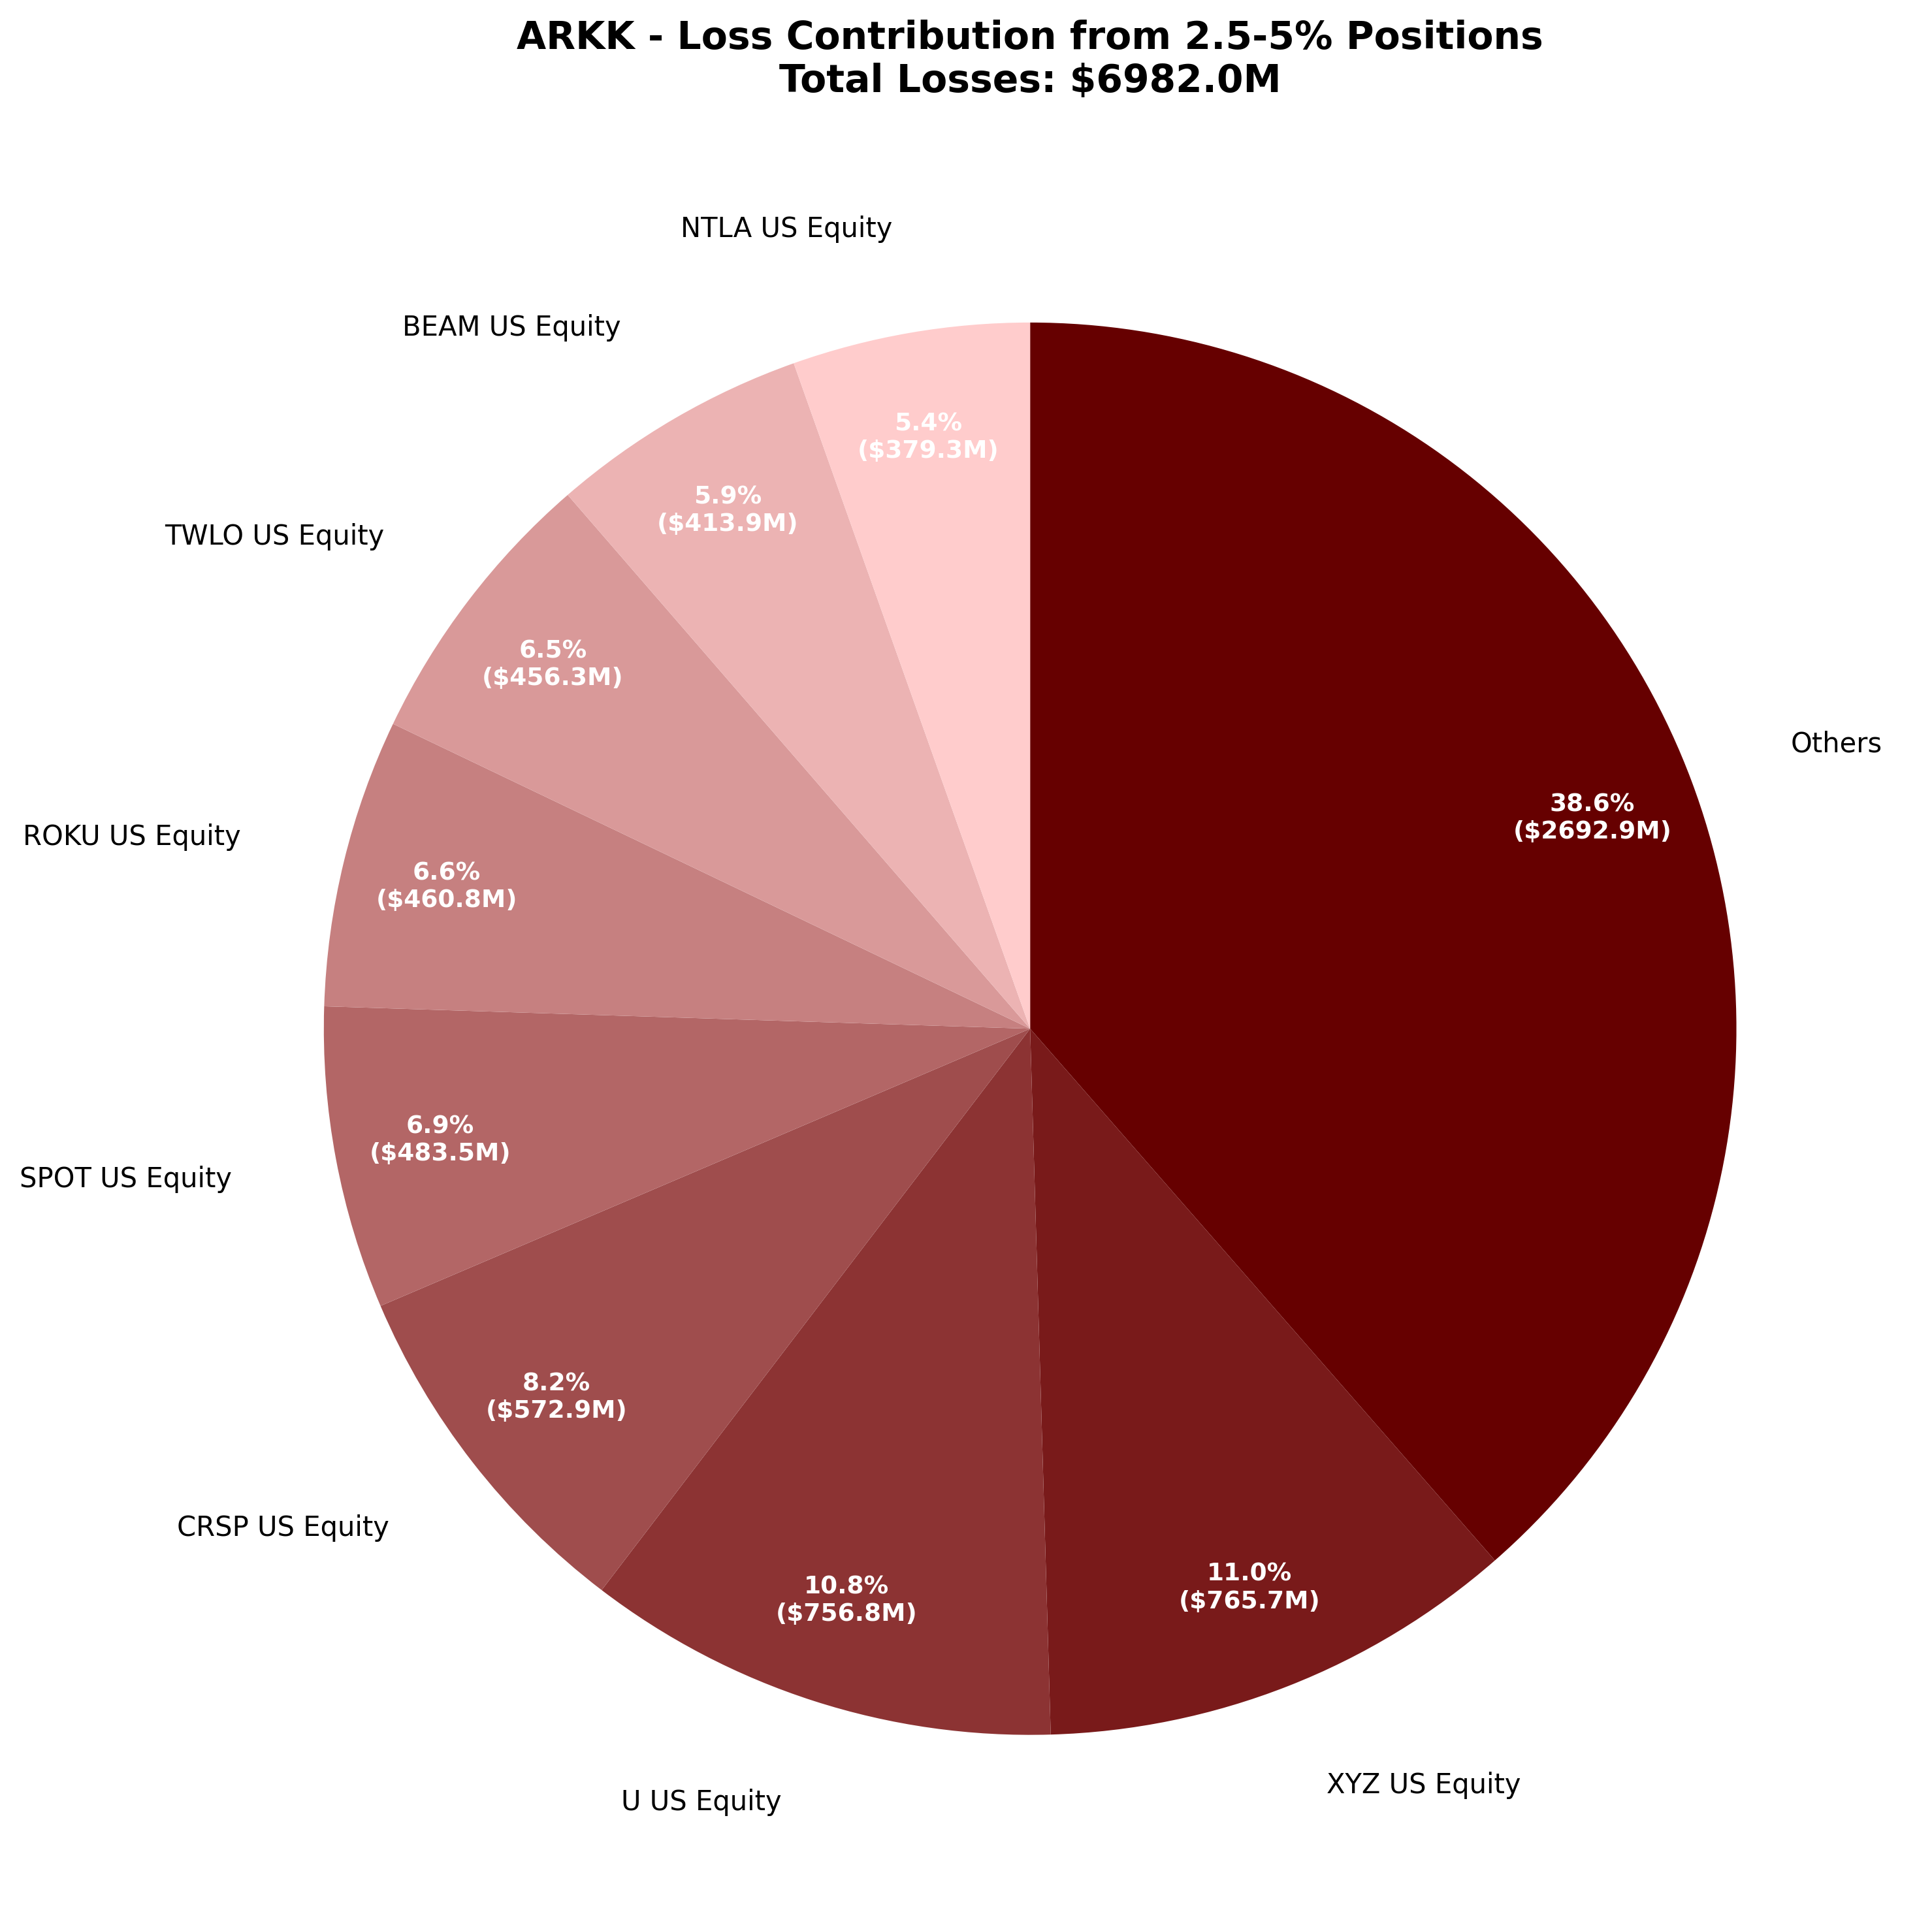 ARKK - Loss Contribution from 2.5-5% Positions
Total Losses: $6982.0M
NTLA US Equity
5.4%
($379.3M)
BEAM US Equity
5.9%
($413.9M)
TWLO US Equity
6.5%
($456.3M)
ROKU US Equity
6.6%
($460.8M)
SPOT US Equity
6.9%
($483.5M)
CRSP US Equity
8.2%
($572.9M)
U US Equity
10.8%
($756.8M)
XYZ US Equity
11.0%
($765.7M)
Others
38.6%
($2692.9M)